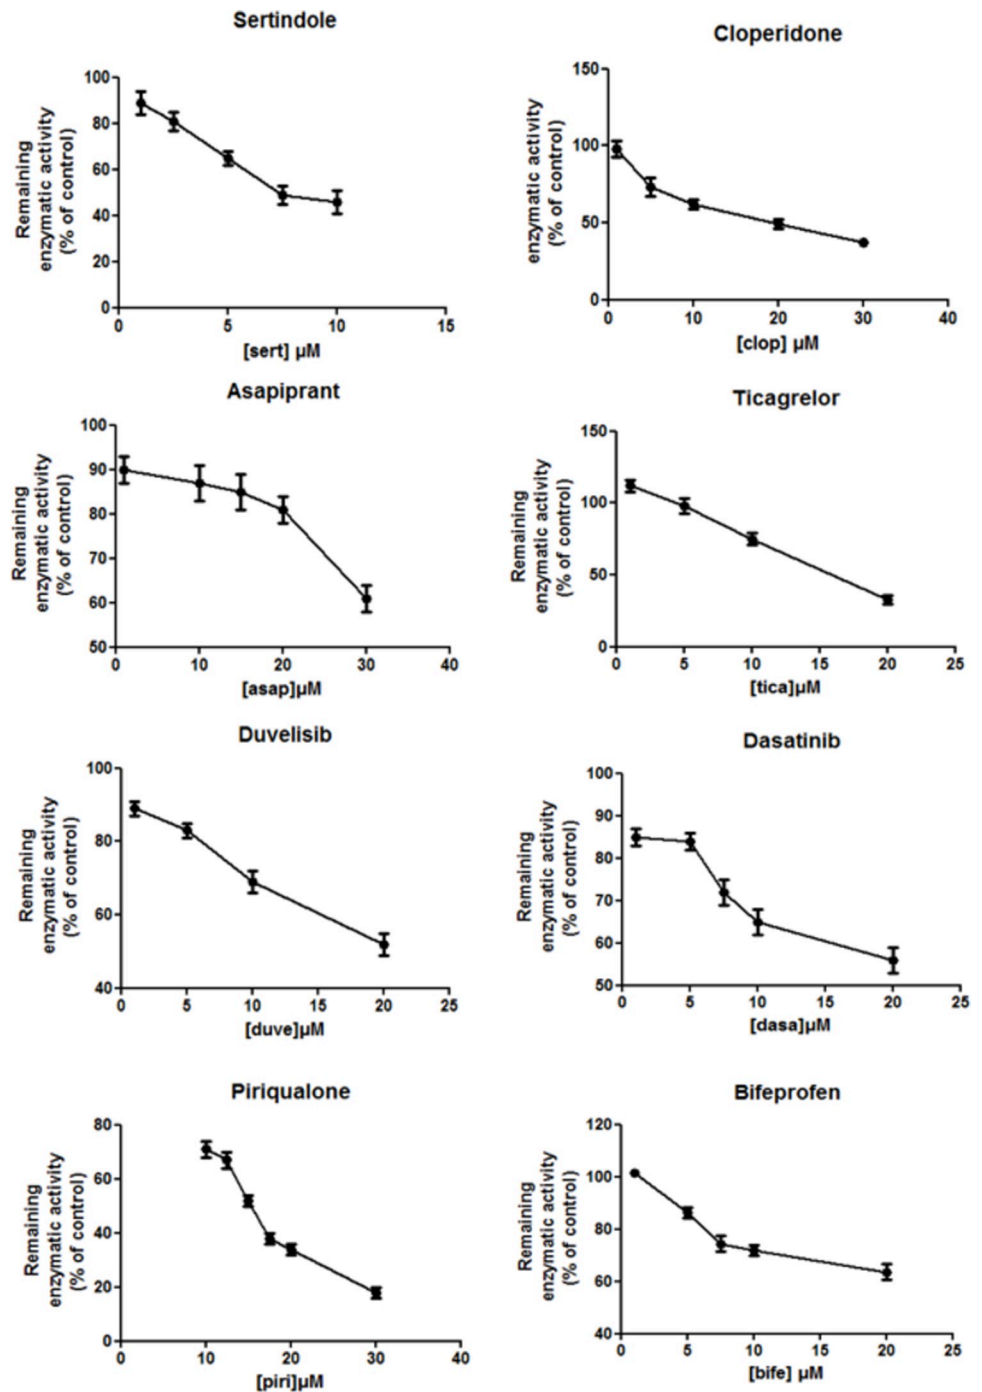 Sertindole
Remaining
enzymatic activity
(% of control)
100
80
60
40
20
0
0 5 10 15
[sert] µM
Cloperidone
enzymatic activity
(% of control)
150
100
50
0
0 10 20 30 40
[clop] µM
Asapiprant
Remaining
enzymatic activity
(% of control)
100
90
80
70
60
50
0 10 20 30 40
[asap]µM
Ticagrelor
Remaining
enzymatic activity
(% of control)
150
100
50
0
0 5 10 15 20 25
[tica]µM
Duvelisib
Remaining
enzymatic activity
(% of control)
100
80
60
40
0 5 10 15 20 25
[duve]µM
Dasatinib
Remaining
enzymatic activity
(% of control)
100
90
80
70
60
50
0 5 10 15 20 25
[dasa]µM
Piriqualone
Remaining
enzymatic activity
(% of control)
80
60
40
20
0
0 10 20 30 40
[piri]µM
Bifeprofen
Remaining
enzymatic activity
(% of control)
120
100
80
60
40
0 5 10 15 20 25
[bife] µM